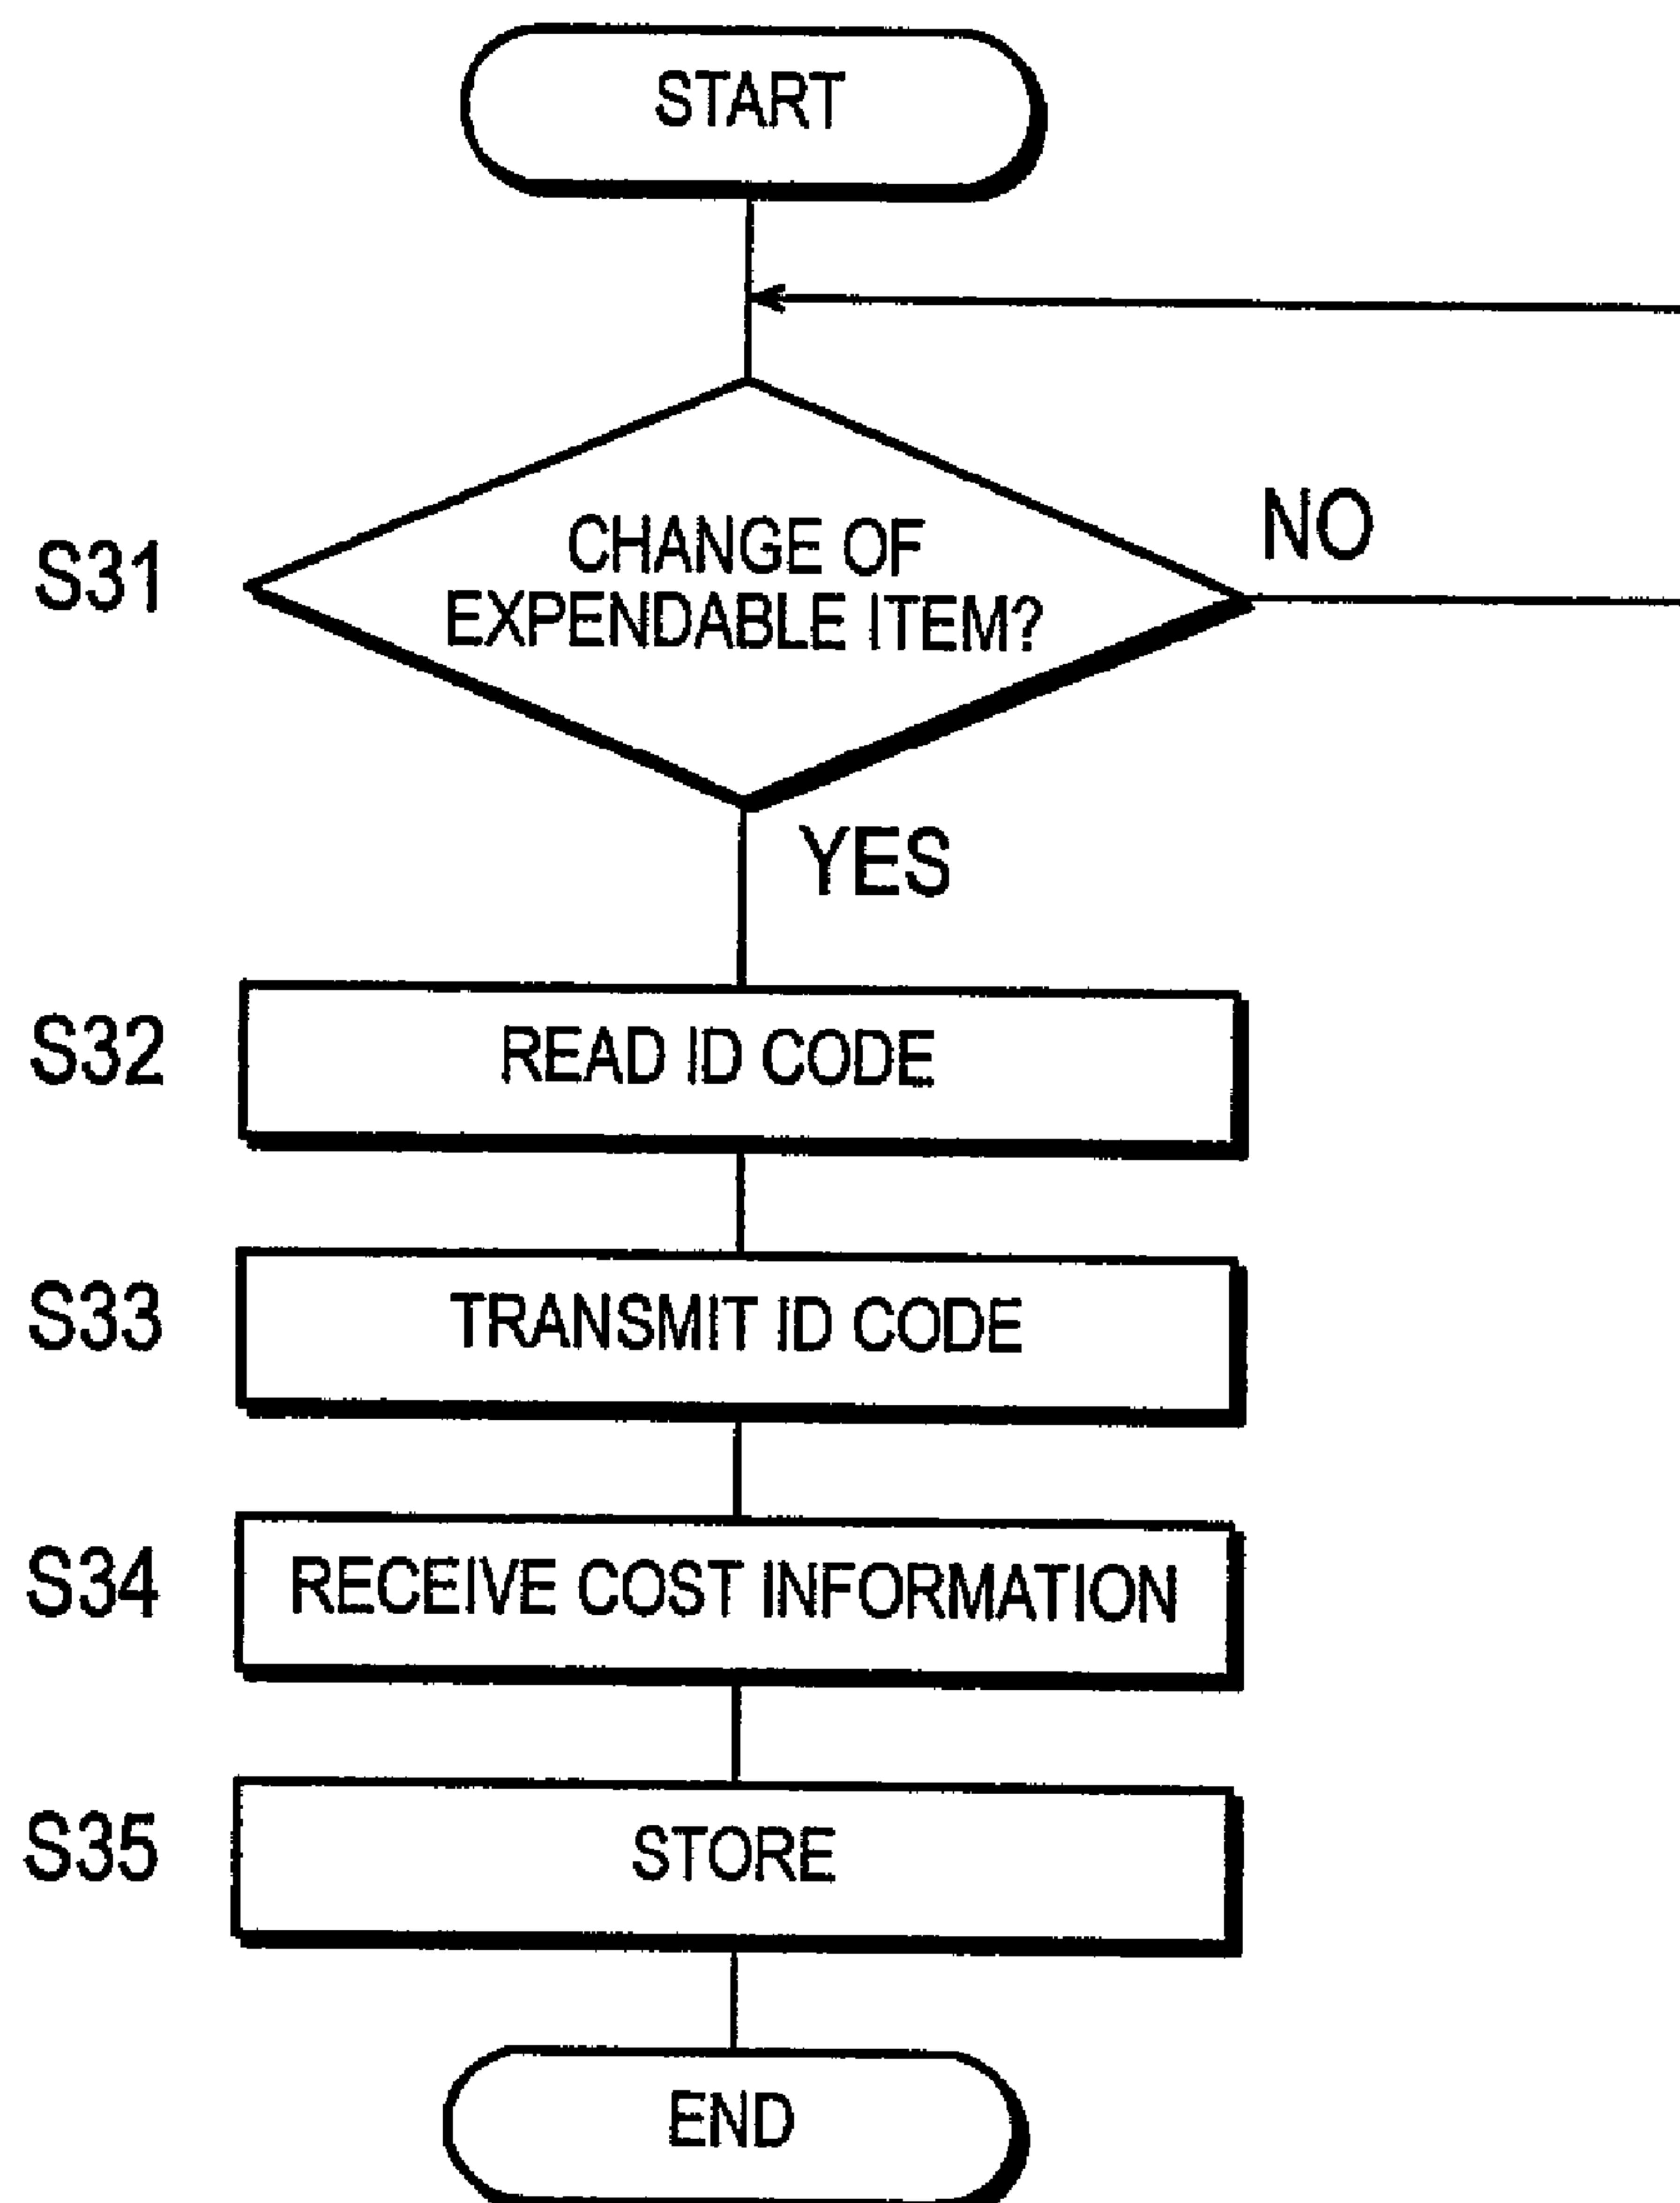 START
S31
CHANGE OF
EXPENDABLE ITEM?
NO
YES
S32
READ ID CODE
S33
TRANSMIT ID CODE
S34
RECEIVE COST INFORMATION
S35
STORE
END